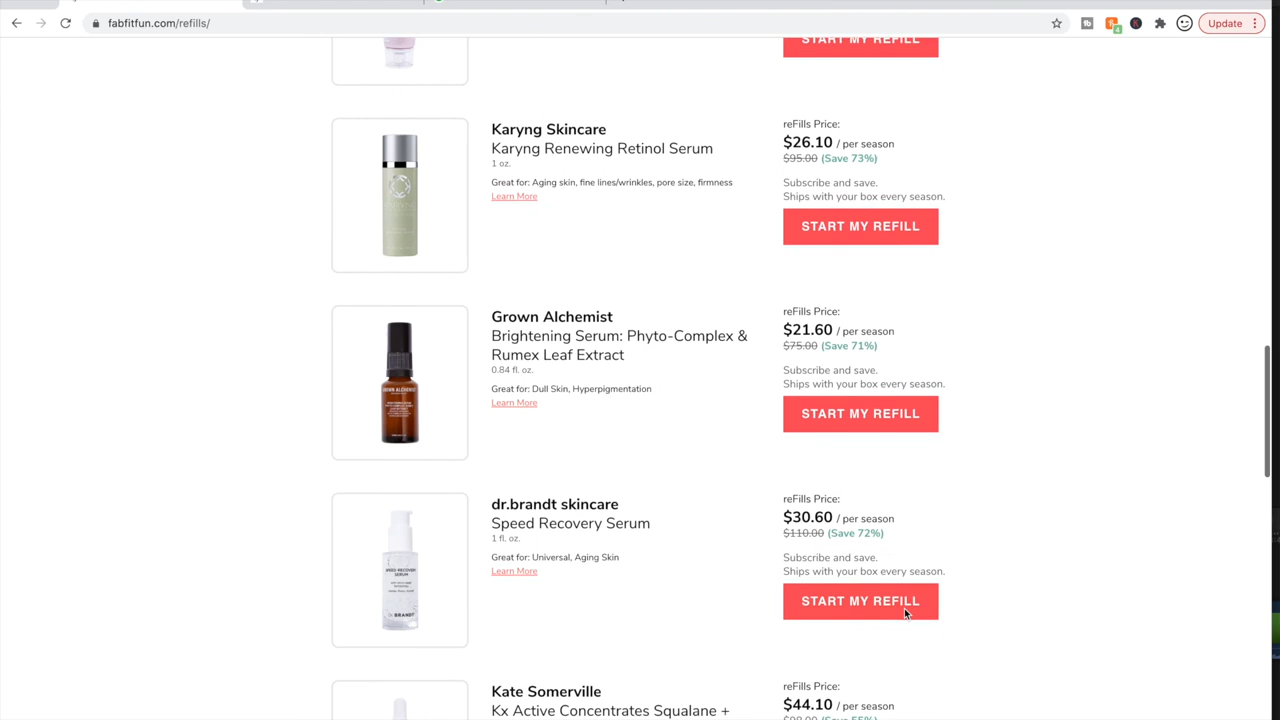 fabfitfun.com/refills/
Update
START MY REFILL
Karyng Skincare
Karyng Renewing Retinol Serum
1 oz.
Great for: Aging skin, fine lines/wrinkles, pore size, firmness
Learn More
reFills Price:
$26.10 / per season
$95.00 (Save 73%)
Subscribe and save.
Ships with your box every season.
START MY REFILL
Grown Alchemist
Brightening Serum: Phyto-Complex &
Rumex Leaf Extract
0.84 fl. oz.
Great for: Dull Skin, Hyperpigmentation
Learn More
GROWN ALCHEMIST
reFills Price:
$21.60 / per season
$75.00 (Save 71%)
Subscribe and save.
Ships with your box every season.
START MY REFILL
dr.brandt skincare
Speed Recovery Serum
1 fl. oz.
Great for: Universal, Aging Skin
Learn More
reFills Price:
$30.60 / per season
$110.00 (Save 72%)
Subscribe and save.
Ships with your box every season.
START MY REFILL
Kate Somerville
Kx Active Concentrates Squalane +
reFills Price:
$44.10 / per season
$98.00 (Save 55%)